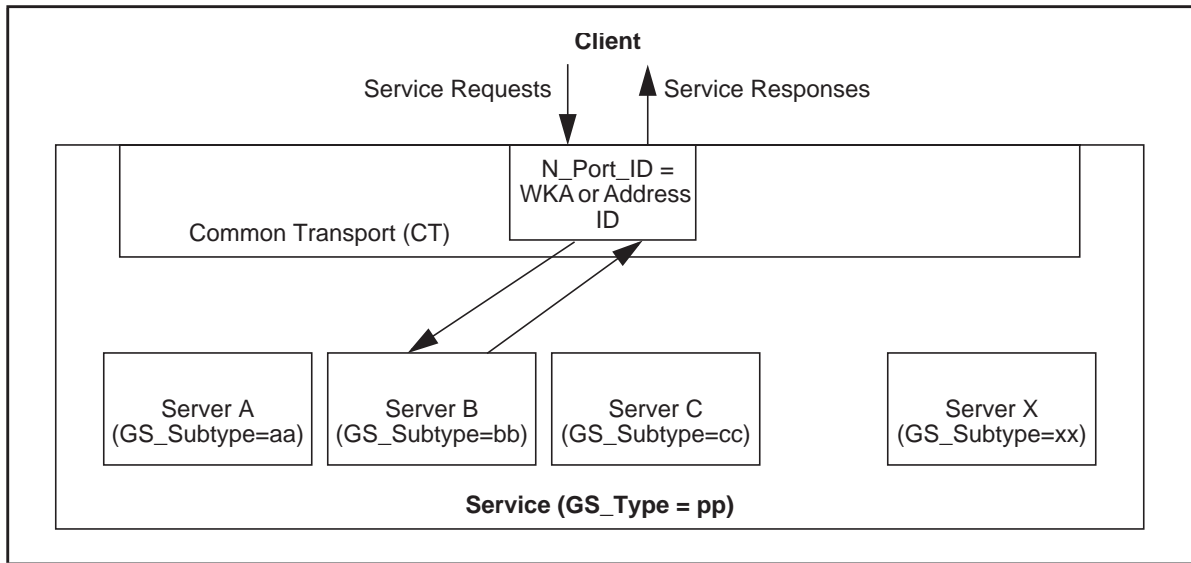 Client
Service Requests
Service Responses
N_Port_ID =
WKA or Address
ID
Common Transport (CT)
Server A
(GS_Subtype=aa)
Server B
(GS_Subtype=bb)
Server C
(GS_Subtype=cc)
Server X
(GS_Subtype=xx)
Service (GS_Type = pp)